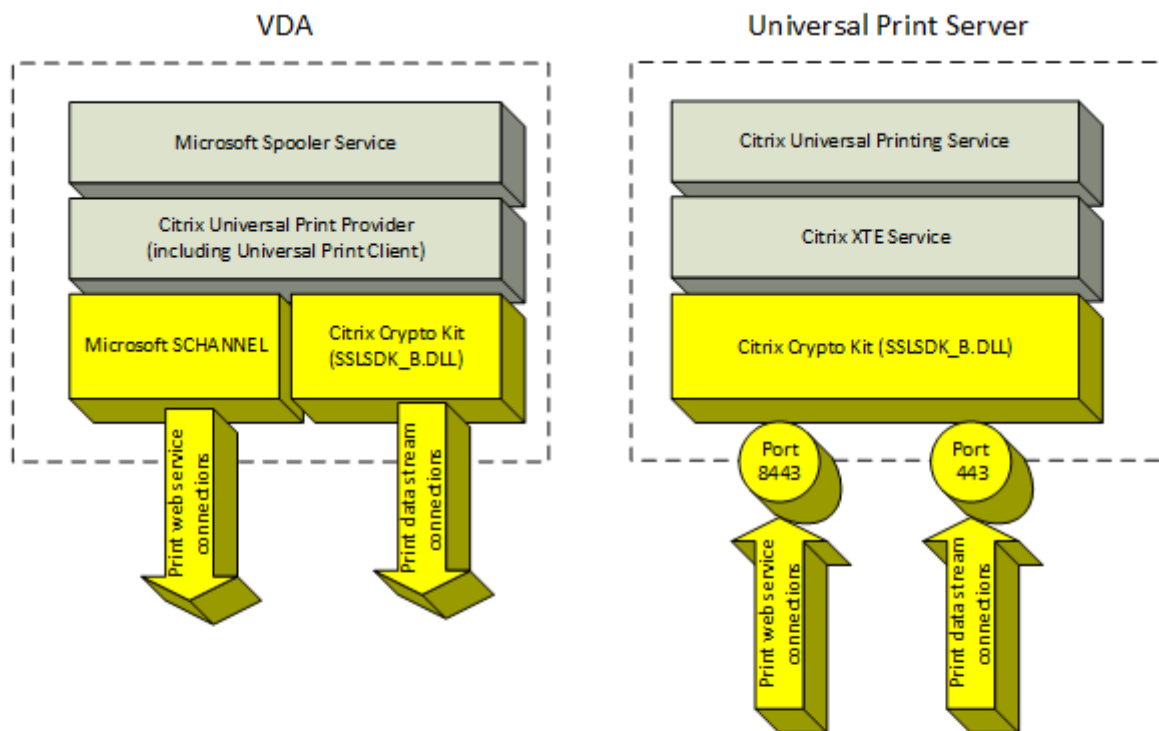 VDA
Microsoft Spooler Service
Citrix Universal Print Provider
(including Universal Print Client)
Microsoft SCHANNEL
Citrix Crypto Kit
(SSLSDK_B.DLL)
Print web service
connections
Print data stream
connections
Universal Print Server
Citrix Universal Printing Service
Citrix XTE Service
Citrix Crypto Kit (SSLSDK_B.DLL)
Port
8443
Port
443
Print web service
connections
Print data stream
connections